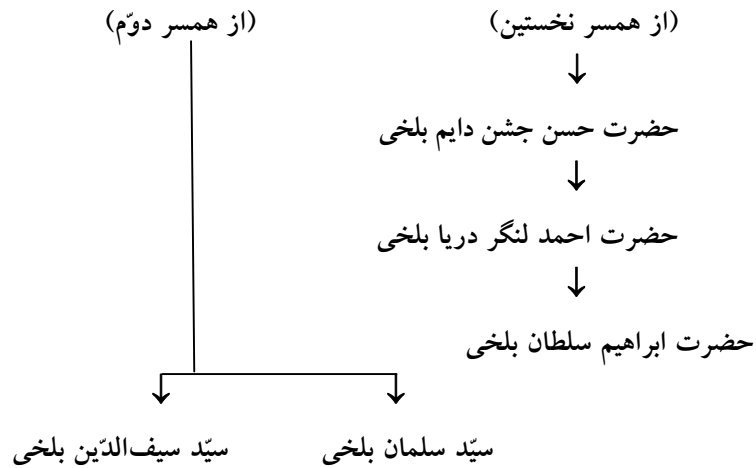 (از همسر نخستین) (از همسر دوّم)
حضرت حسن جشن دایم بلخی
حضرت احمد لنگر دریا بلخی
حضرت ابراهیم سلطان بلخی
سیّد سلمان بلخی سیّد سیف‌الدّین بلخی